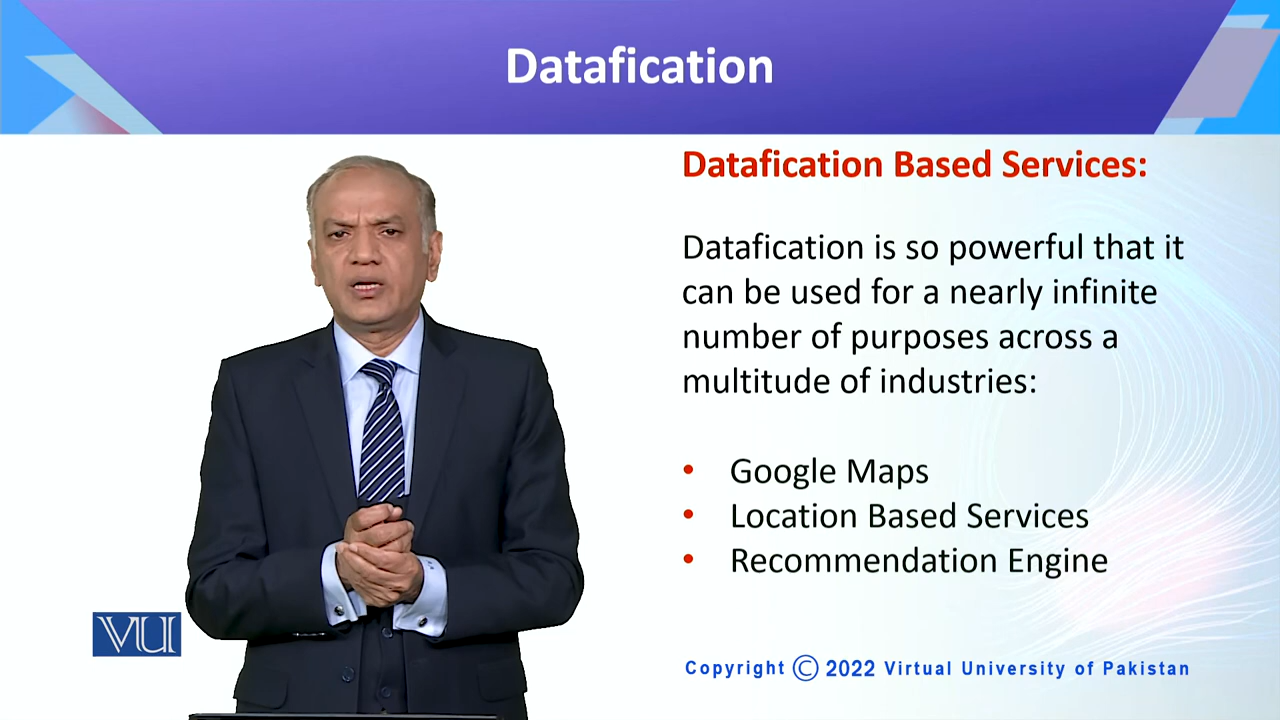 Datafication
Datafication Based Services:
Datafication is so powerful that it
can be used for a nearly infinite
number of purposes across a
multitude of industries:
• Google Maps
• Location Based Services
• Recommendation Engine
VU
Copyright © 2022 Virtual University of Pakistan